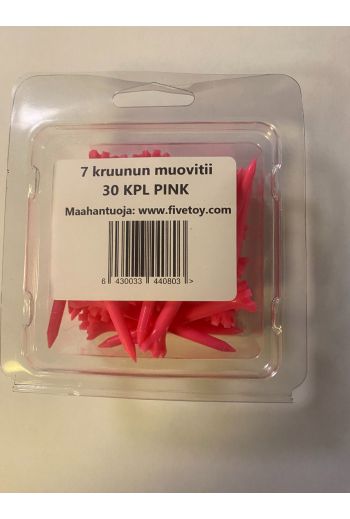 7 kruunun muovitii
30 KPL PINK
Maahantuoja: www.fivetoy.com
6 430033 440803 >